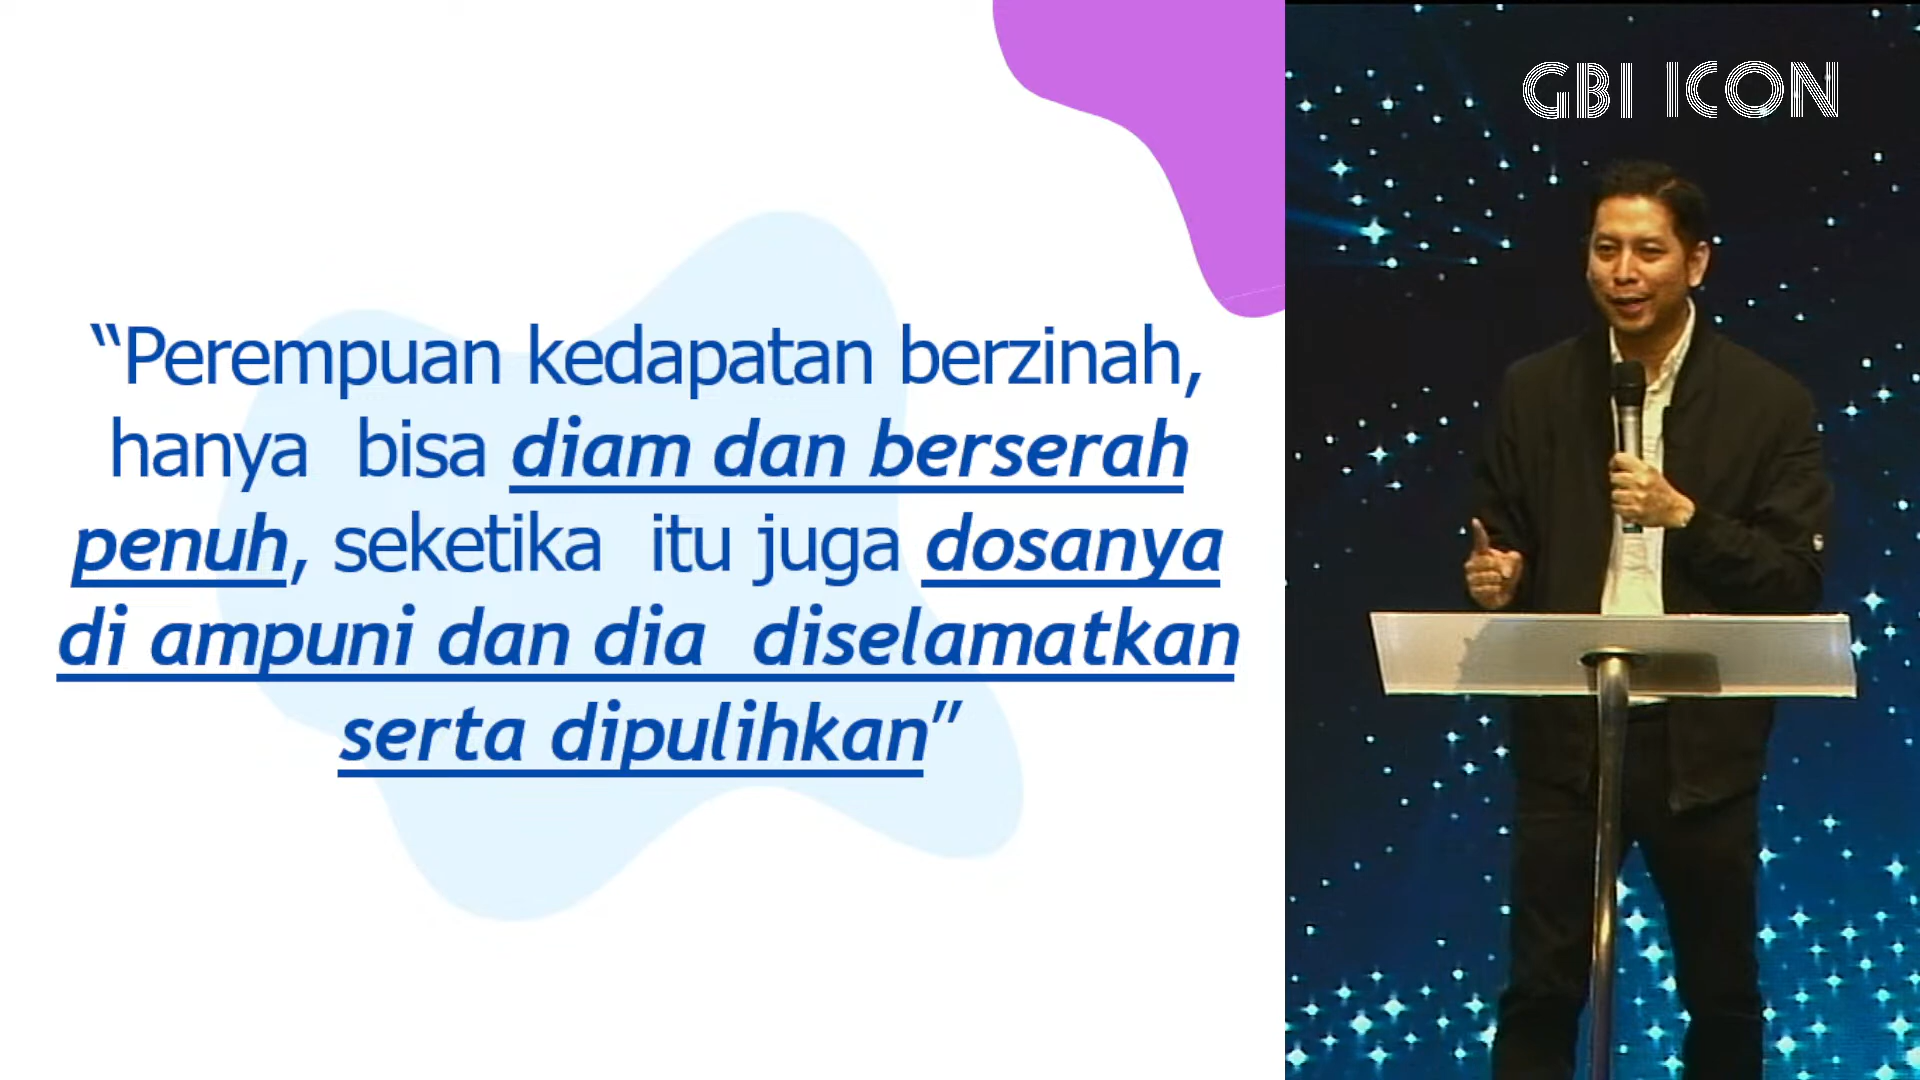 GBI ICON
“Perempuan kedapatan berzinah,
hanya bisa diam dan berserah
penuh, seketika itu juga dosanya
di ampuni dan dia diselamatkan
serta dipulihkan”